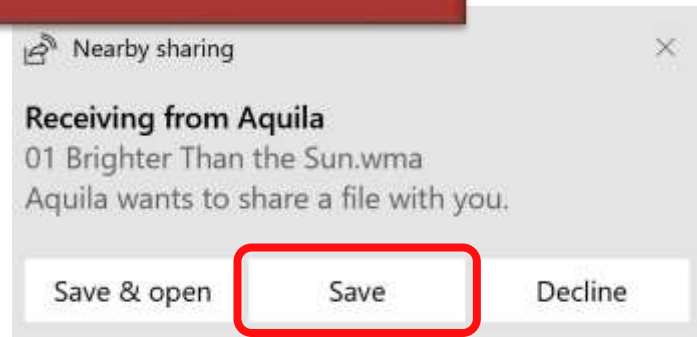 Nearby sharing
Receiving from Aquila
01 Brighter Than the Sun.wma
Aquila wants to share a file with you.
Save & open Save Decline